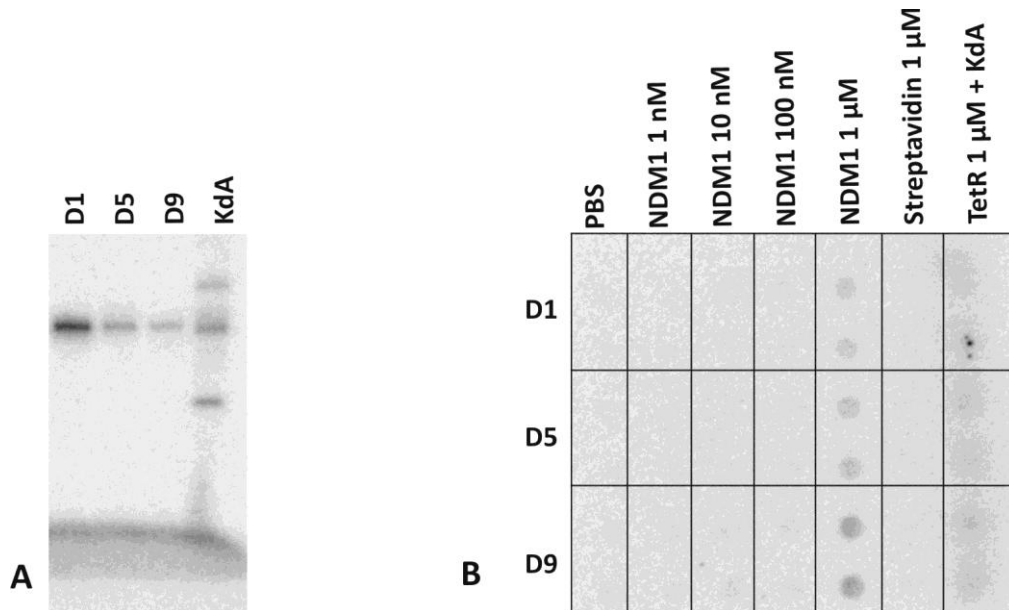 D1
D5
D9
KdA
A
PBS
NDM1 1 nM
NDM1 10 nM
NDM1 100 nM
NDM1 1 µM
Streptavidin 1 µM
TetR 1 µM + KdA
D1
D5
D9
B